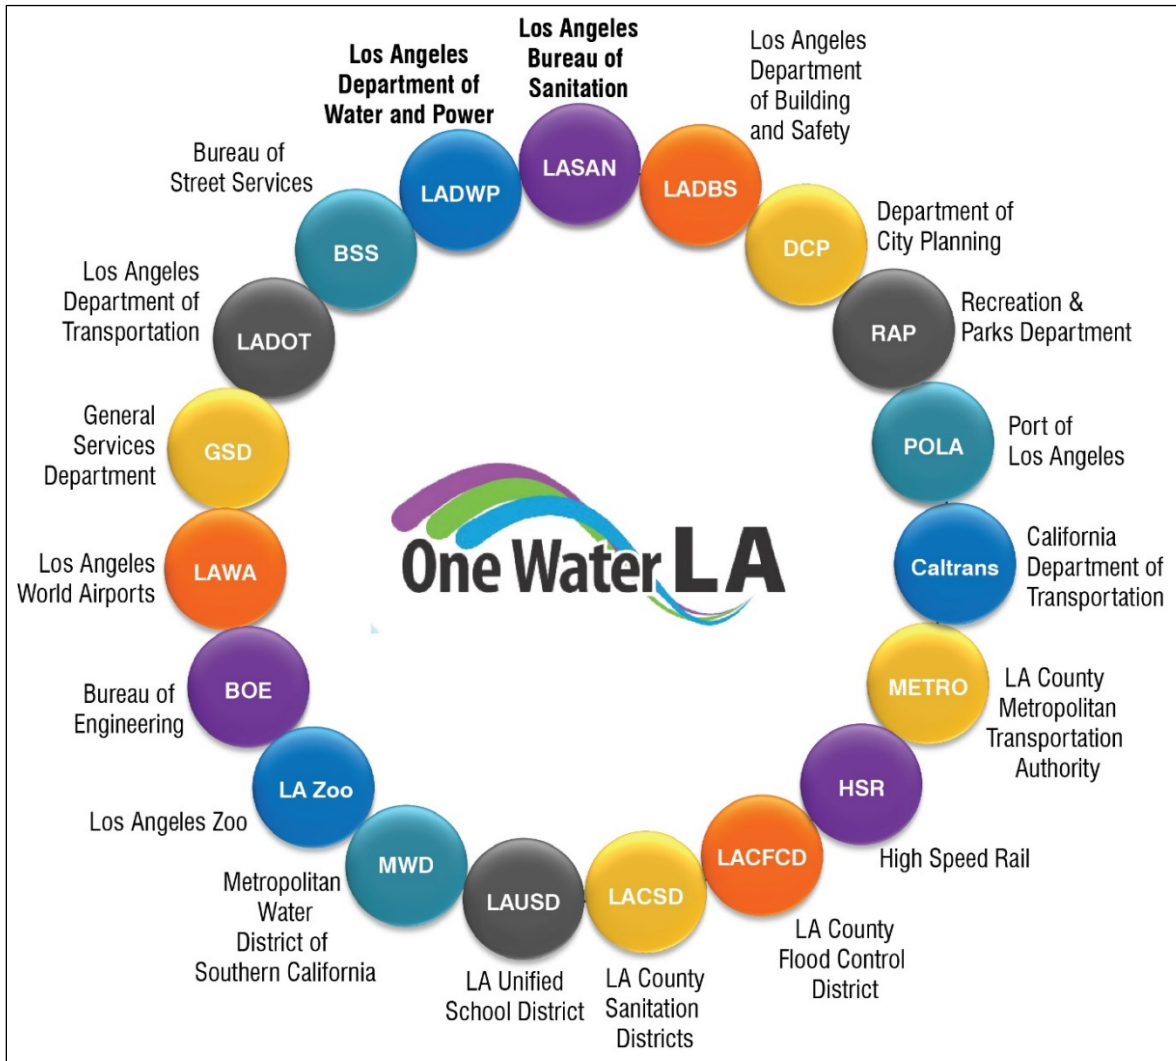 Los Angeles
Bureau of
Sanitation
LASAN
Los Angeles
Department
of Building
and Safety
LADBS
Department of
City Planning
DCP
Recreation &
Parks Department
RAP
Port of
Los Angeles
POLA
California
Department of
Transportation
Caltrans
LA County
Metropolitan
Transportation
Authority
METRO
High Speed Rail
HSR
LA County
Flood Control
District
LACFCD
LA County
Sanitation
Districts
LACSD
LA Unified
School District
LAUSD
Metropolitan
Water
District of
Southern California
MWD
Los Angeles Zoo
LA Zoo
Bureau of
Engineering
BOE
Los Angeles
World Airports
LAWA
General
Services
Department
GSD
Los Angeles
Department of
Transportation
LADOT
Bureau of
Street Services
BSS
Los Angeles
Department of
Water and Power
LADWP
One Water LA